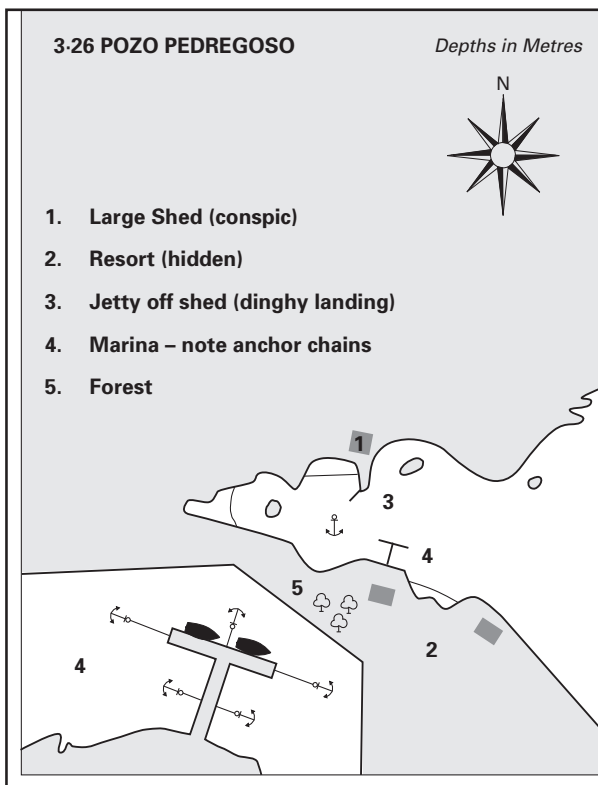 3·26 POZO PEDREGOSO
Depths in Metres
N
1. Large Shed (conspic)
2. Resort (hidden)
3. Jetty off shed (dinghy landing)
4. Marina – note anchor chains
5. Forest
1
3
4
5
2
4